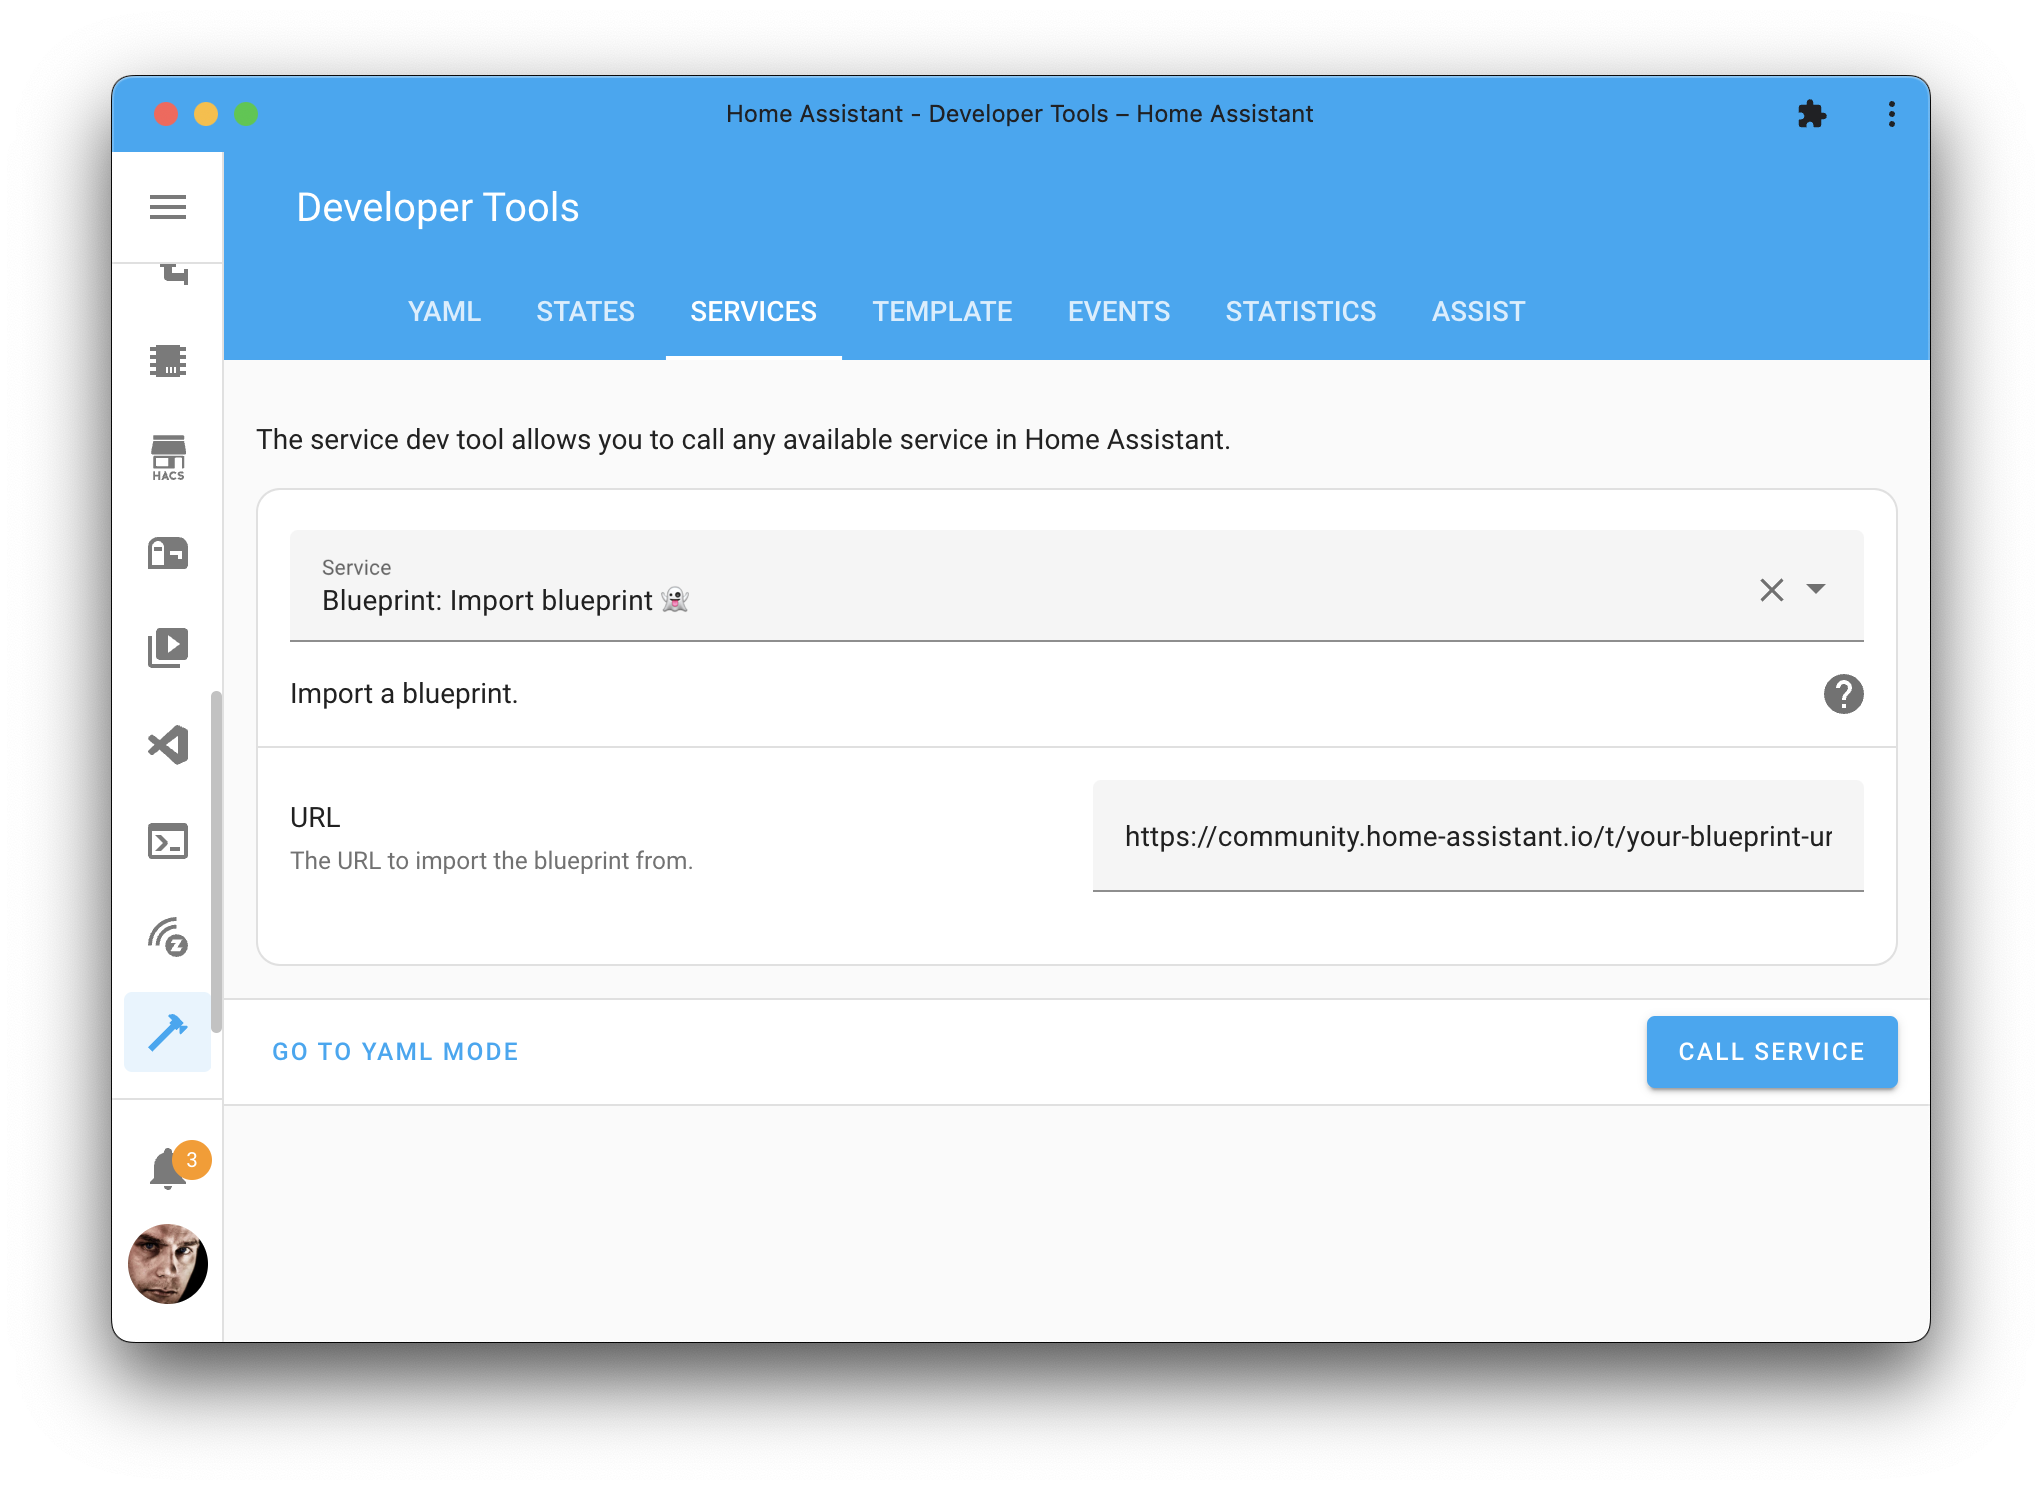 Home Assistant - Developer Tools – Home Assistant
Developer Tools
YAML
STATES
SERVICES
TEMPLATE
EVENTS
STATISTICS
ASSIST
HACS
The service dev tool allows you to call any available service in Home Assistant.
Service
Blueprint: Import blueprint 👻
Import a blueprint.
URL
The URL to import the blueprint from.
https://community.home-assistant.io/t/your-blueprint-ur
GO TO YAML MODE
CALL SERVICE
3